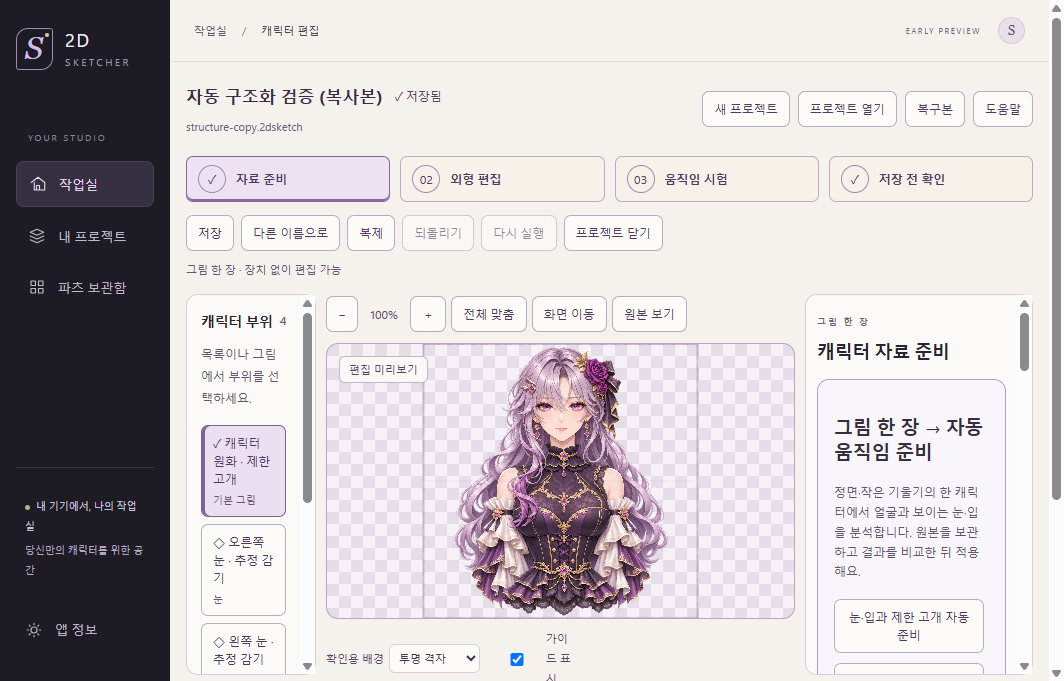 S
2D
SKETCHER
YOUR STUDIO
작업실
내 프로젝트
파츠 보관함
내 기기에서, 나의 작업
실
당신만의 캐릭터를 위한 공
간
앱 정보
작업실 / 캐릭터 편집
EARLY PREVIEW
S
자동 구조화 검증 (복사본) ✓ 저장됨
structure-copy.2dsketch
새 프로젝트
프로젝트 열기
복구본
도움말
✓ 자료 준비
02 외형 편집
03 움직임 시험
✓ 저장 전 확인
저장
다른 이름으로
복제
되돌리기
다시 실행
프로젝트 닫기
그림 한 장 · 장치 없이 편집 가능
캐릭터 부위 4
목록이나 그림
에서 부위를 선
택하세요.
✓ 캐릭터
원화 · 제한
고개
기본 그림
◇ 오른쪽
눈 · 추정 감
기
눈
◇ 왼쪽 눈 ·
추정 감기
−
100%
+
전체 맞춤
화면 이동
원본 보기
편집 미리보기
확인용 배경
투명 격자
가이
드 표
시
그림 한 장
캐릭터 자료 준비
그림 한 장 → 자동
움직임 준비
정면·작은 기울기의 한 캐릭
터에서 얼굴과 보이는 눈·입
을 분석합니다. 원본을 보관
하고 결과를 비교한 뒤 적용
해요.
눈·입과 제한 고개 자동
준비